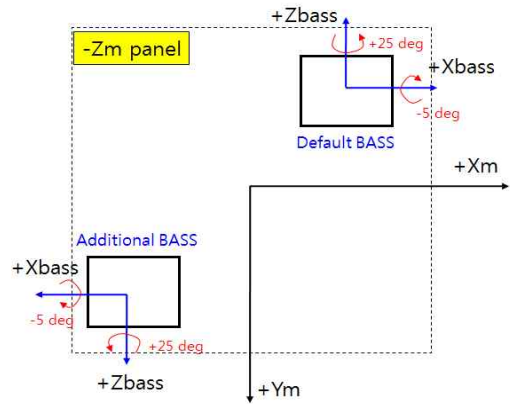 +Zbass
-Zm panel
+25 deg
+Xbass
-5 deg
Default BASS
+Xm
Additional BASS
+Xbass
-5 deg
+25 deg
+Zbass
+Ym